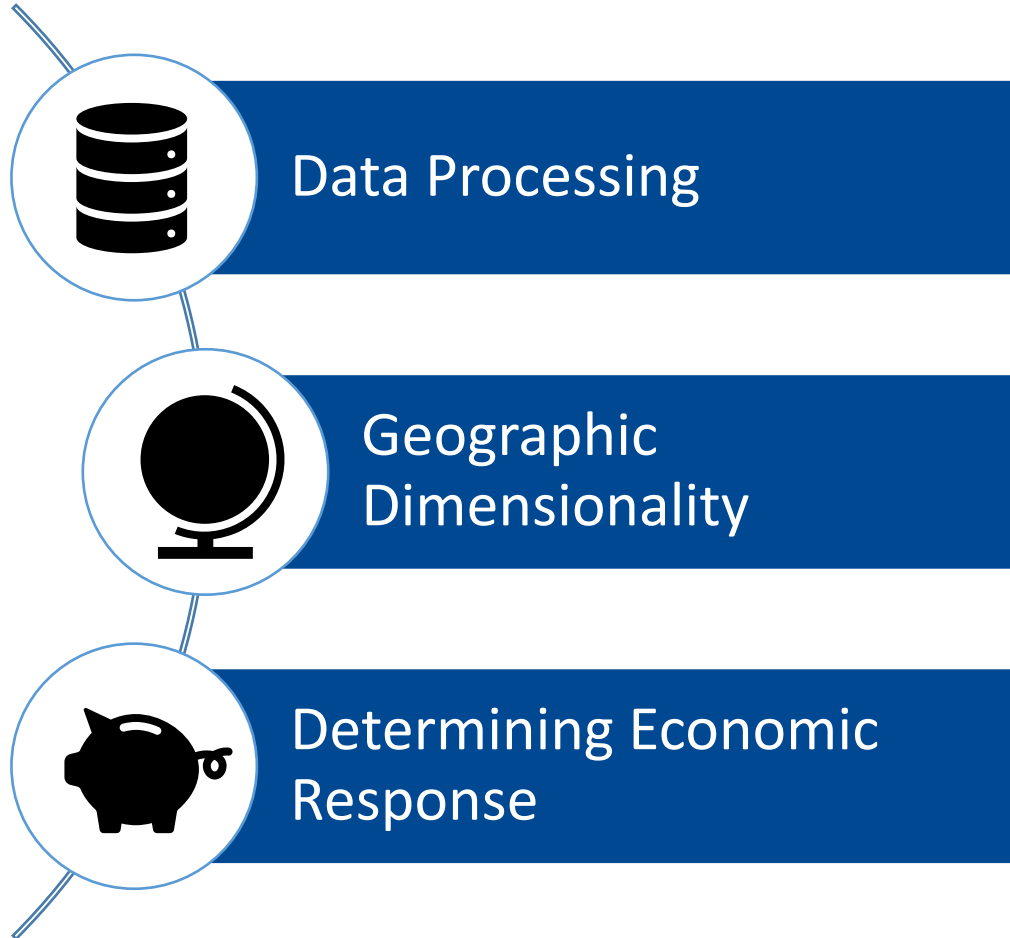 Data Processing
Geographic
Dimensionality
Determining Economic
Response